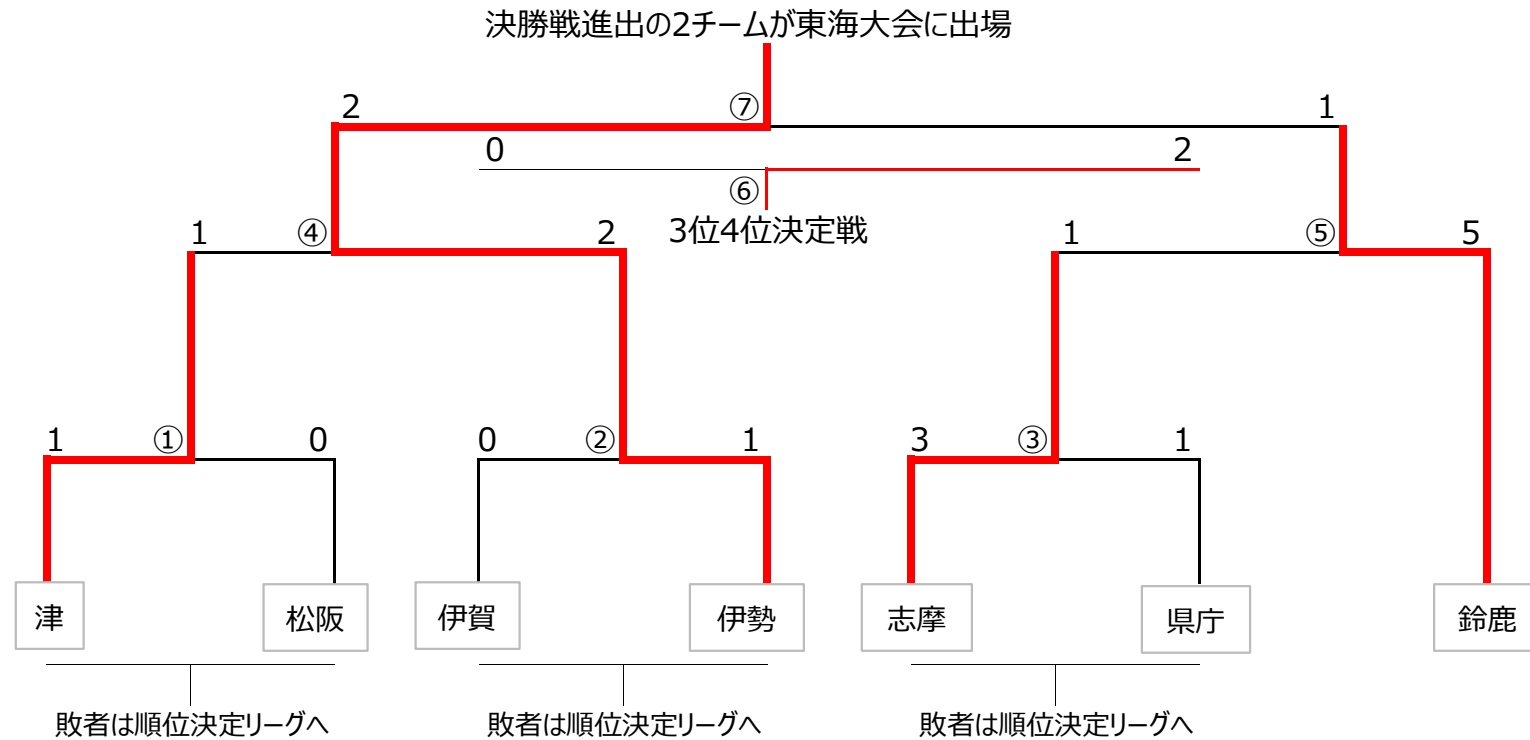 決勝戦進出の2チームが東海大会に出場
2 ⑦ 1
0 2
⑥
1 ④ 2 3位4位決定戦 1 ⑤ 5
1 ① 0 0 ② 1 3 ③ 1
津 松阪 伊賀 伊勢 志摩 県庁 鈴鹿
敗者は順位決定リーグへ 敗者は順位決定リーグへ 敗者は順位決定リーグへ